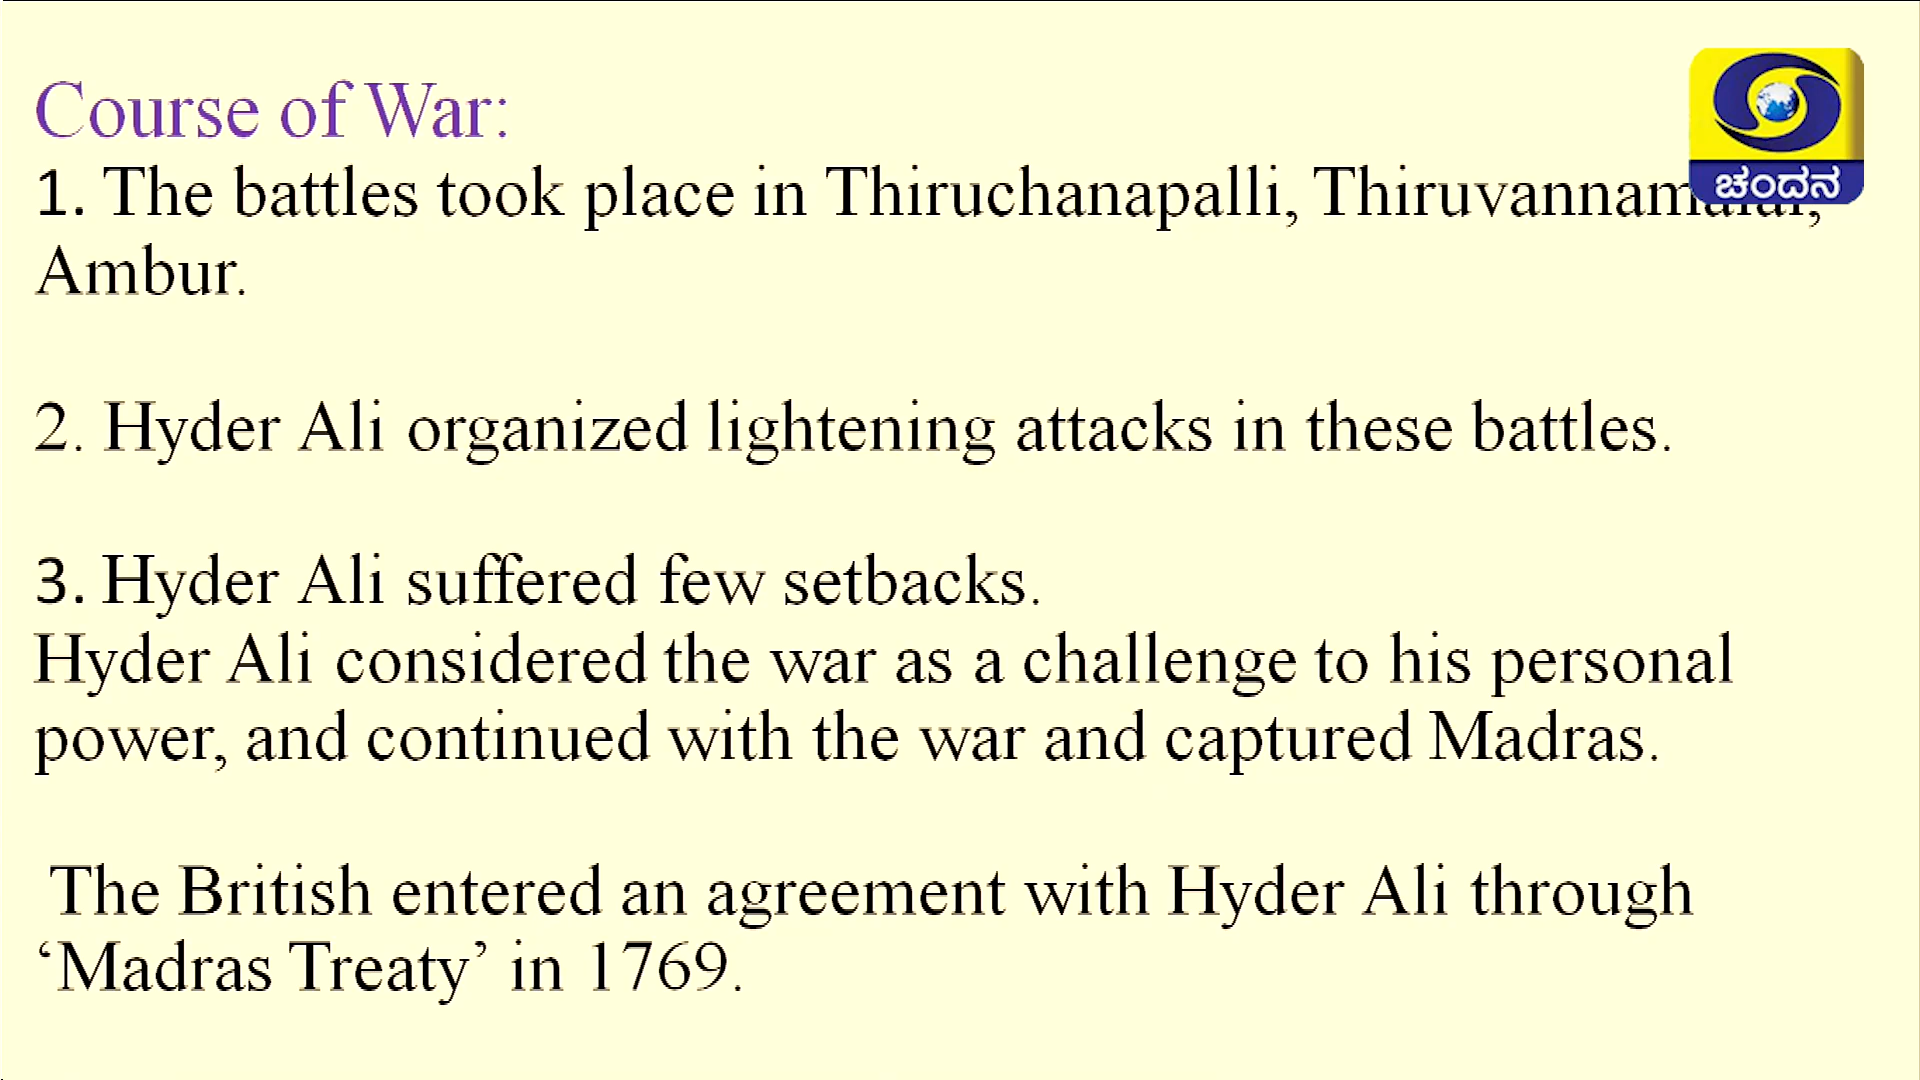 Course of War:
1. The battles took place in Thiruchanapalli, Thiruvannamalai,
Ambur.
2. Hyder Ali organized lightening attacks in these battles.
3. Hyder Ali suffered few setbacks.
Hyder Ali considered the war as a challenge to his personal
power, and continued with the war and captured Madras.
The British entered an agreement with Hyder Ali through
‘Madras Treaty’ in 1769.
ಚಂದನ